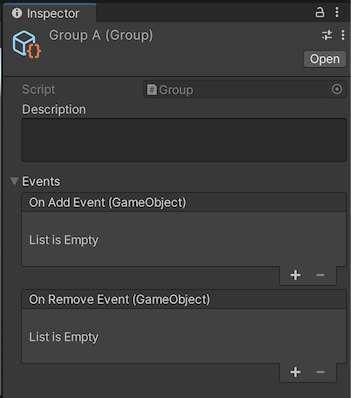 Inspector
Group A (Group)
Open
Script
Group
Description
Events
On Add Event (GameObject)
List is Empty
On Remove Event (GameObject)
List is Empty